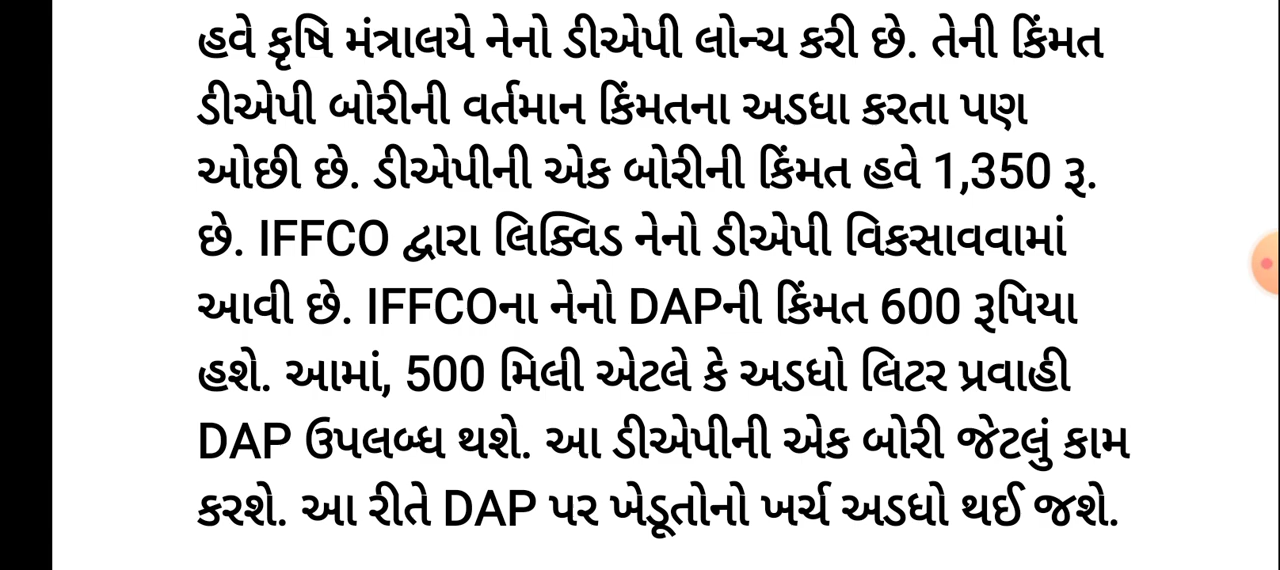 હવે કૃષિ મંત્રાલયે નેનો ડીએપી લોન્ચ કરી છે. તેની કિંમત
ડીએપી બોરીની વર્તમાન કિંમતના અડધા કરતા પણ
ઓછી છે. ડીએપીની એક બોરીની કિંમત હવે 1,350 રૂ.
છે. IFFCO દ્વારા લિક્વિડ નેનો ડીએપી વિકસાવવામાં
આવી છે. IFFCOના નેનો DAPની કિંમત 600 રૂપિયા
હશે. આમાં, 500 મિલી એટલે કે અડધો લિટર પ્રવાહી
DAP ઉપલબ્ધ થશે. આ ડીએપીની એક બોરી જેટલું કામ
કરશે. આ રીતે DAP પર ખેડૂતોનો ખર્ચ અડધો થઈ જશે.